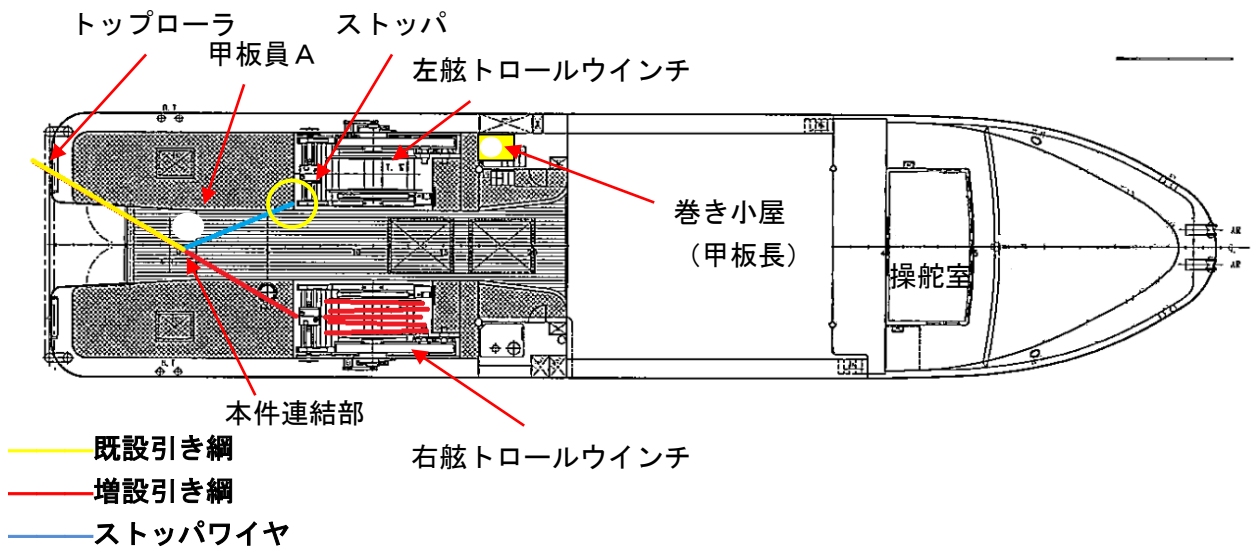 トップローラ
ストッパ
甲板員A
左舷トロールウインチ
巻き小屋
(甲板長)
操舵室
本件連結部
右舷トロールウインチ
既設引き綱
増設引き綱
ストッパワイヤ